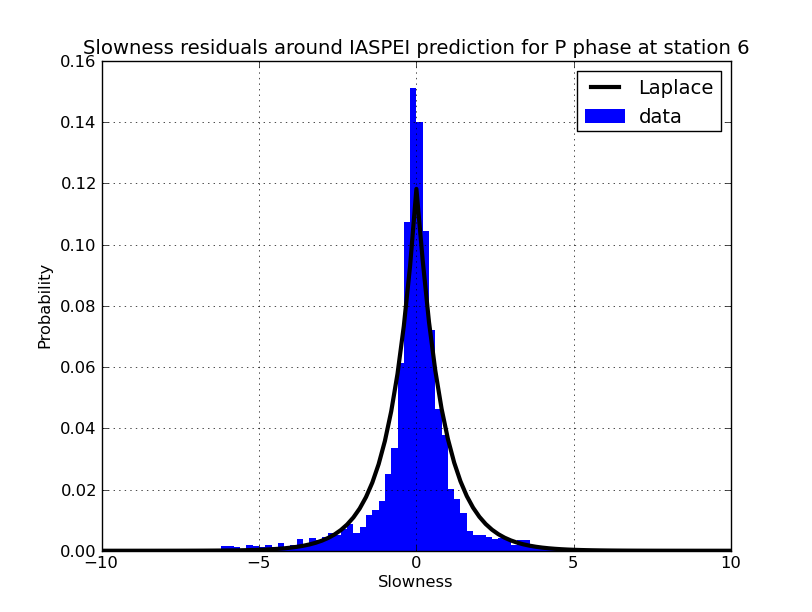 Slowness residuals around IASPEI prediction for P phase at station 6
0.16
0.14
0.12
0.10
0.08
0.06
0.04
0.02
0.00
Probability
Laplace
data
−10
−5
0
5
10
Slowness